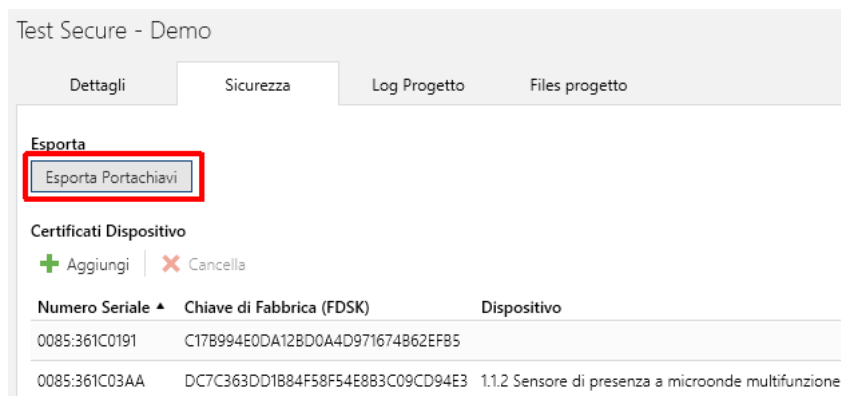 Test Secure - Demo
Dettagli Sicurezza Log Progetto Files progetto
Esporta
Esporta Portachiavi
Certificati Dispositivo
Aggiungi Cancella
Numero Seriale Chiave di Fabbrica (FDSK) Dispositivo
0085:361C0191 C17B994E0DA12BD0A4D971674B62EFB5
0085:361C03AA DC7C363DD1B84F58F54E8B3C09CD94E3 1.1.2 Sensore di presenza a microonde multifunzione